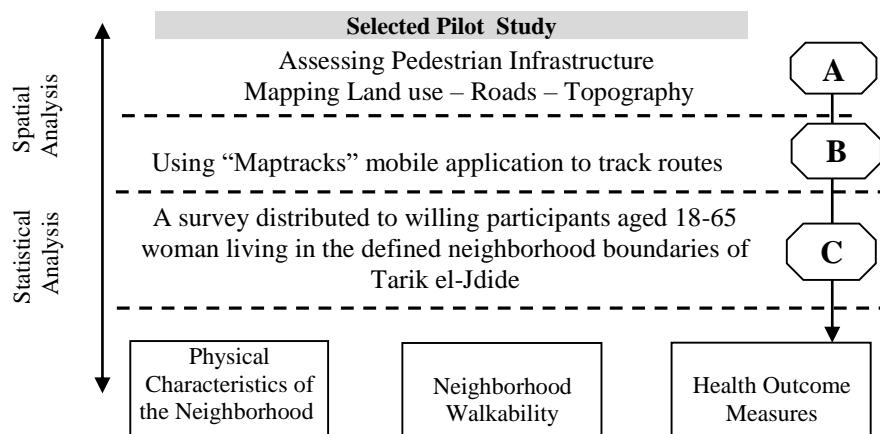 Selected Pilot Study
Assessing Pedestrian Infrastructure
Mapping Land use – Roads – Topography
A
Spatial
Analysis
Using “Maptracks” mobile application to track routes
B
Statistical
Analysis
A survey distributed to willing participants aged 18-65
woman living in the defined neighborhood boundaries of
Tarik el-Jdide
C
Physical
Characteristics of
the Neighborhood
Neighborhood
Walkability
Health Outcome
Measures